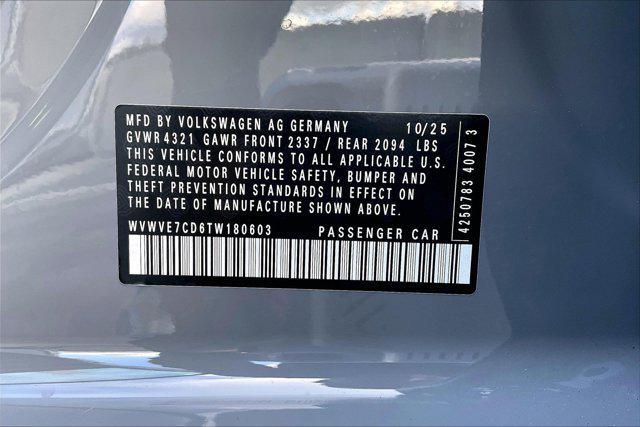 MFD BY VOLKSWAGEN AG GERMANY 10/25
GVWR 4321 GAWR FRONT 2337 / REAR 2094 LBS
THIS VEHICLE CONFORMS TO ALL APPLICABLE U.S.
FEDERAL MOTOR VEHICLE SAFETY, BUMPER AND
THEFT PREVENTION STANDARDS IN EFFECT ON
THE DATE OF MANUFACTURE SHOWN ABOVE.
WVWVE7CD6TW180603 PASSENGER CAR
4250783 4007 3